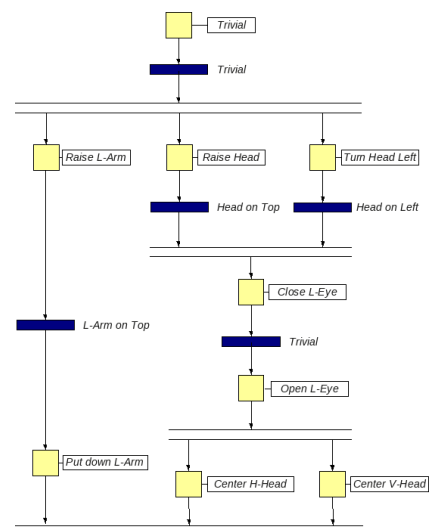 Trivial
Trivial
Raise L-Arm
Raise Head
Turn Head Left
Head on Top
Head on Left
Close L-Eye
L-Arm on Top
Trivial
Open L-Eye
Put down L-Arm
Center H-Head
Center V-Head